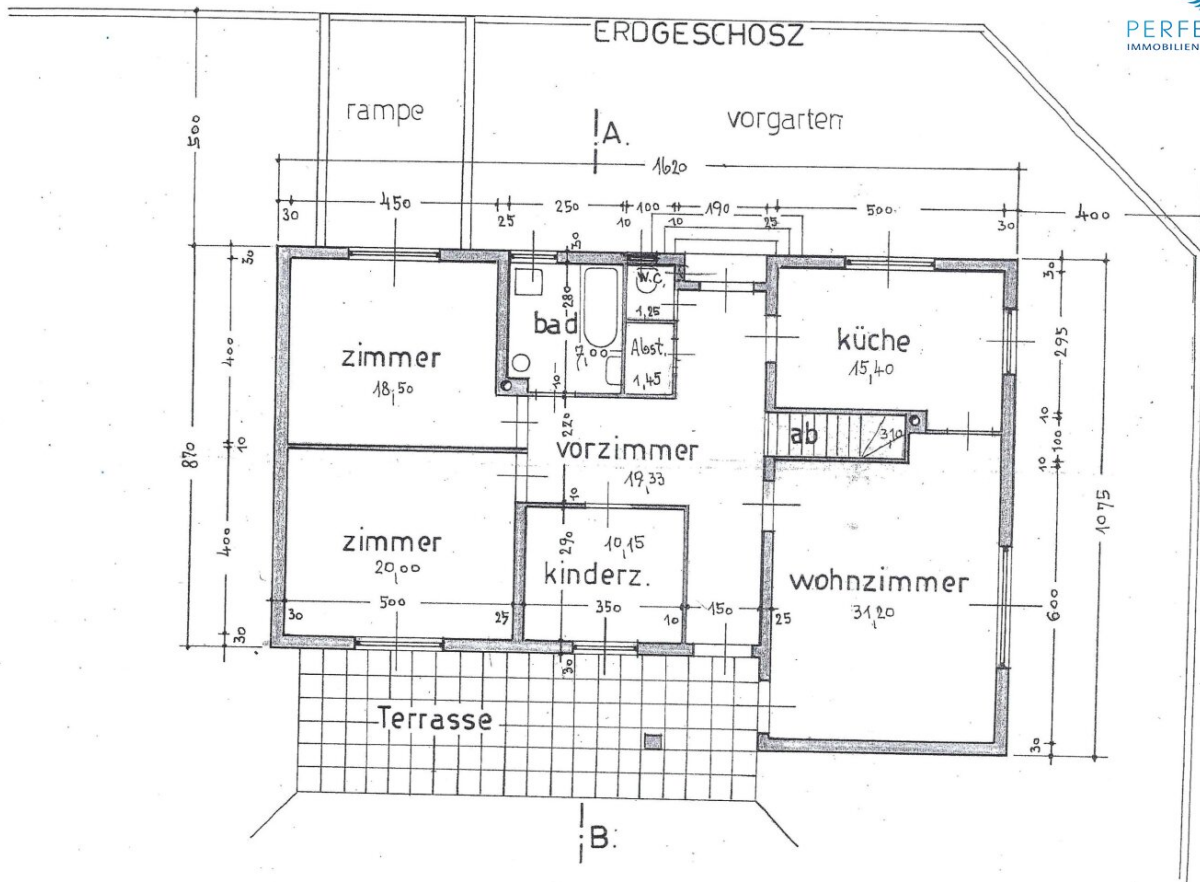 ERDGESCHOSZ
PERFE
IMMOBILIEN
rampe
A.
vorgarten
500
1620
30 450 25 250 10 100 10 190 25 500 30 400
30
30
W.C.
1,25
280
bad
7,
Abst.
1,45
10
zimmer
18,50
küche
15,40
30
295
10
100
10
400
10
870
220
vorzimmer
19,33
ab
310
1075
10
zimmer
20,00
400
290
10,15
kinderz.
wohnzimmer
31,20
600
30 500 25 350 10 150 25
30
30
30
Terrasse
B.